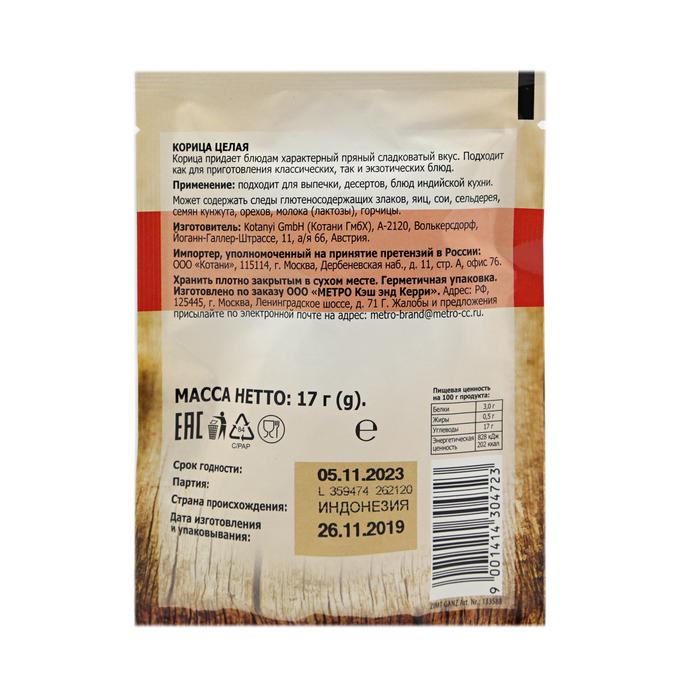 КОРИЦА ЦЕЛАЯ
Корица придает блюдам характерный пряный сладковатый вкус. Подходит
как для приготовления классических, так и экзотических блюд.
Применение: подходит для выпечки, десертов, блюд индийской кухни.
Может содержать следы глютеносодержащих злаков, яиц, сои, сельдерея,
семян кунжута, орехов, молока (лактозы), горчицы.
Изготовитель: Kotanyi GmbH (Котани ГмбХ), А-2120, Волькерсдорф,
Йоганн-Галлер-Штрассе, 11, а/я 66, Австрия.
Импортер, уполномоченный на принятие претензий в России:
ООО «Котани», 115114, г. Москва, Дербеневская наб., д. 11, стр. А, офис 76.
Хранить плотно закрытым в сухом месте. Герметичная упаковка.
Изготовлено по заказу ООО «МЕТРО Кэш энд Керри». Адрес: РФ,
125445, г. Москва, Ленинградское шоссе, д. 71 Г. Жалобы и предложения
присылайте по электронной почте на адрес: metro-brand@metro-cc.ru.
МАССА НЕТТО: 17 г (g).
EAC
84
C/PAP
℮
Пищевая ценность
на 100 г продукта:
Белки 3,0 г
Жиры 0,5 г
Углеводы 17 г
Энергетическая 828 кДж
ценность 202 ккал
Срок годности: 05.11.2023
Партия: L 359474 262120
Страна происхождения: ИНДОНЕЗИЯ
Дата изготовления
и упаковывания: 26.11.2019
9 001414 304723
ZIMT GANZ Art. Nr.: 133588